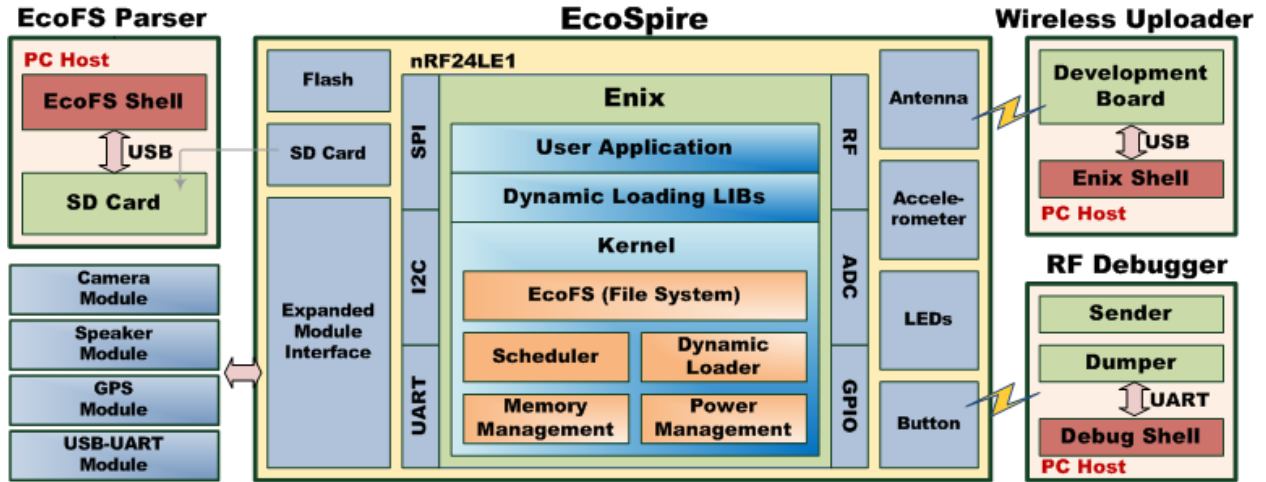 EcoFS Parser
PC Host
EcoFS Shell
USB
SD Card
Camera
Module
Speaker
Module
GPS
Module
USB-UART
Module
EcoSpire
nRF24LE1
Flash
SD Card
Expanded
Module
Interface
SPI
I2C
UART
Enix
User Application
Dynamic Loading LIBs
Kernel
EcoFS (File System)
Scheduler
Dynamic
Loader
Memory
Management
Power
Management
RF
ADC
GPIO
Antenna
Accele-
rometer
LEDs
Button
Wireless Uploader
Development
Board
USB
Enix Shell
PC Host
RF Debugger
Sender
Dumper
UART
Debug Shell
PC Host